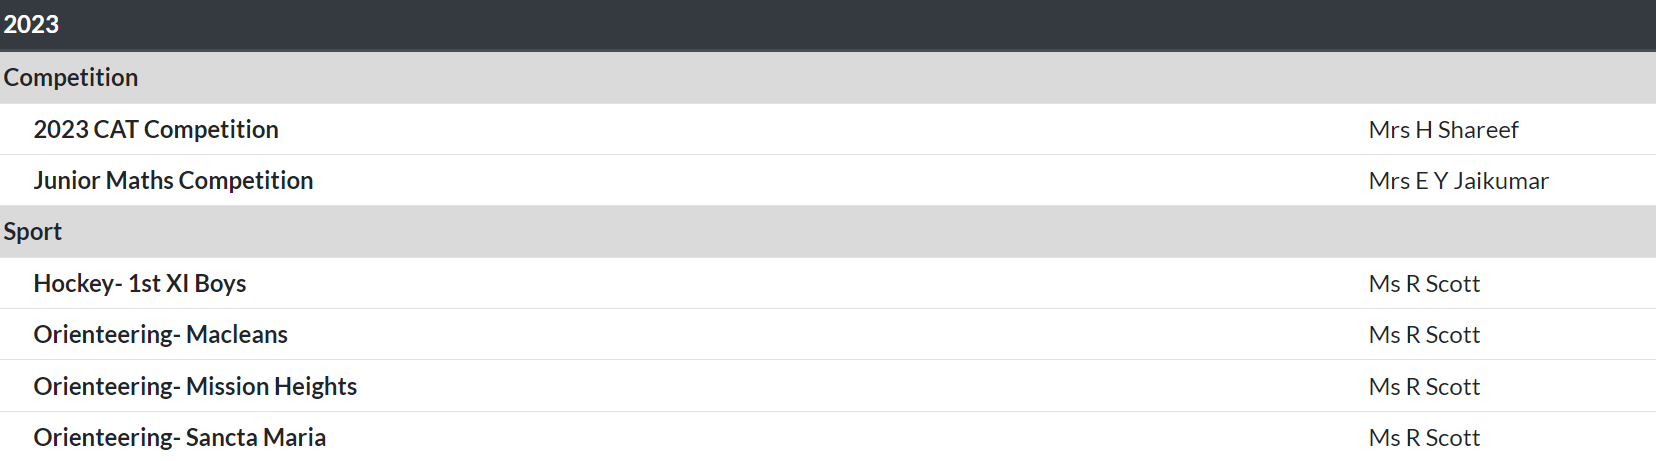 2023
Competition
2023 CAT Competition Mrs H Shareef
Junior Maths Competition Mrs E Y Jaikumar
Sport
Hockey- 1st XI Boys Ms R Scott
Orienteering- Macleans Ms R Scott
Orienteering- Mission Heights Ms R Scott
Orienteering- Sancta Maria Ms R Scott